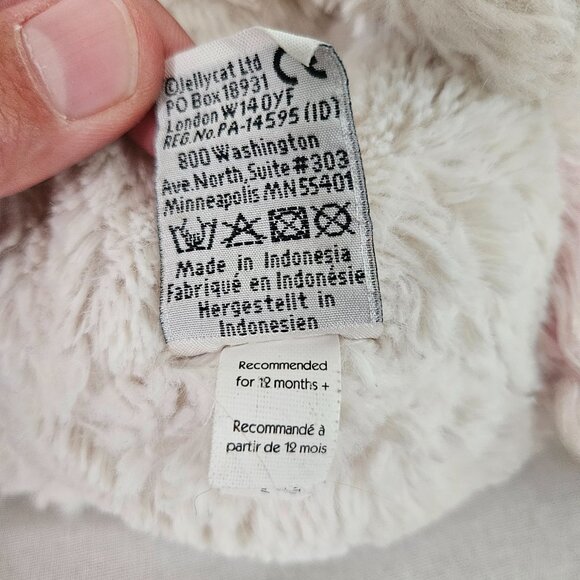 ©Jellycat Ltd CE
PO Box 18931
London W14 0YF
REG.No.PA-14595 (ID)
800 Washington
Ave.North, Suite #303
Minneapolis MN 55401
Made in Indonesia
Fabriqué en Indonésie
Hergestellt in
Indonesien
Recommended
for 12 months +
Recommandé à
partir de 12 mois